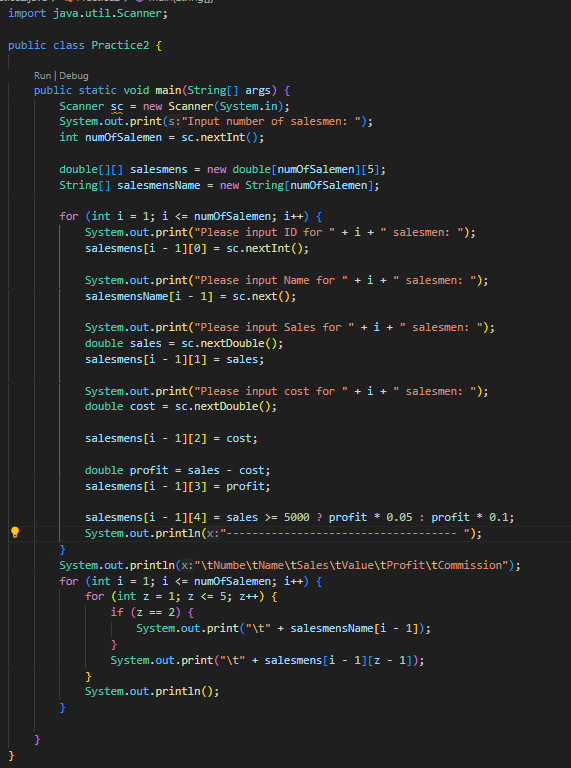 import java.util.Scanner;
public class Practice2 {
Run | Debug
public static void main(String[] args) {
Scanner sc = new Scanner(System.in);
System.out.print(s:"Input number of salesmen: ");
int numOfSalemen = sc.nextInt();
double[][] salesmens = new double[numOfSalemen][5];
String[] salesmensName = new String[numOfSalemen];
for (int i = 1; i <= numOfSalemen; i++) {
System.out.print("Please input ID for " + i + " salesmen: ");
salesmens[i - 1][0] = sc.nextInt();
System.out.print("Please input Name for " + i + " salesmen: ");
salesmensName[i - 1] = sc.next();
System.out.print("Please input Sales for " + i + " salesmen: ");
double sales = sc.nextDouble();
salesmens[i - 1][1] = sales;
System.out.print("Please input cost for " + i + " salesmen: ");
double cost = sc.nextDouble();
salesmens[i - 1][2] = cost;
double profit = sales - cost;
salesmens[i - 1][3] = profit;
salesmens[i - 1][4] = sales >= 5000 ? profit * 0.05 : profit * 0.1;
System.out.println(x:"----------------------------------- ");
}
System.out.println(x:"\tNumbe\tName\tSales\tValue\tProfit\tCommission");
for (int i = 1; i <= numOfSalemen; i++) {
for (int z = 1; z <= 5; z++) {
if (z == 2) {
System.out.print("\t" + salesmensName[i - 1]);
}
System.out.print("\t" + salesmens[i - 1][z - 1]);
}
System.out.println();
}
}
}